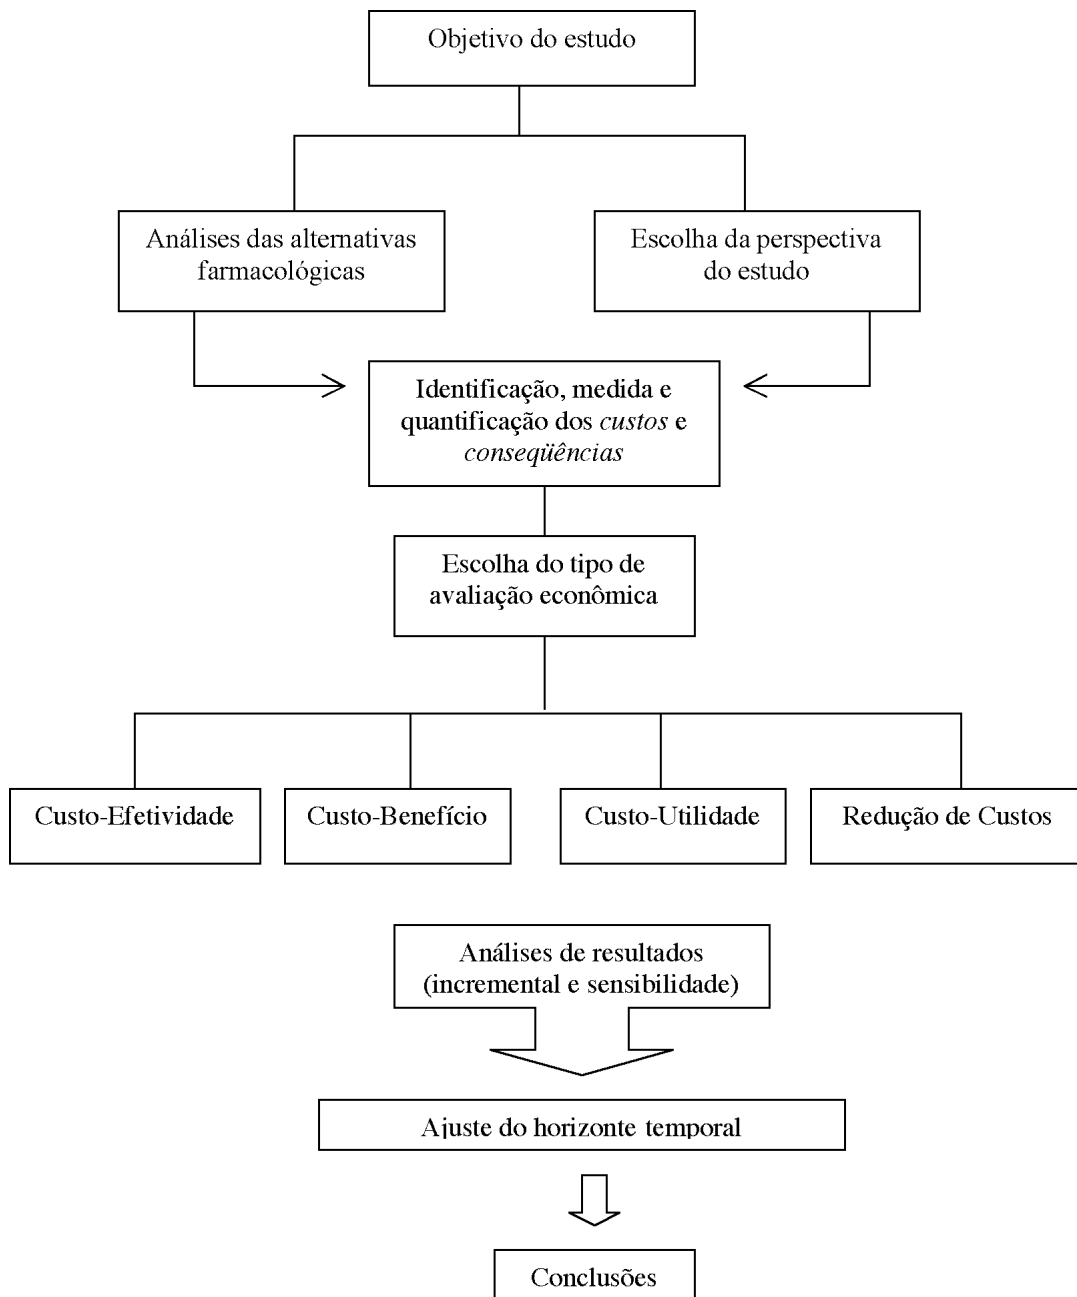 Objetivo do estudo
Análises das alternativas
farmacológicas
Escolha da perspectiva
do estudo
Identificação, medida e
quantificação dos custos e
conseqüências
Escolha do tipo de
avaliação econômica
Custo-Efetividade
Custo-Benefício
Custo-Utilidade
Redução de Custos
Análises de resultados
(incremental e sensibilidade)
Ajuste do horizonte temporal
Conclusões